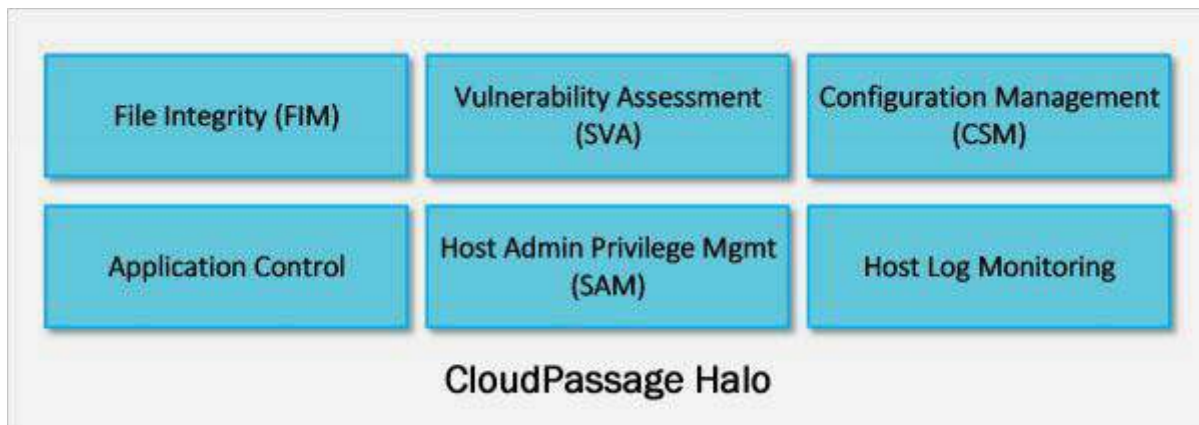 File Integrity (FIM)
Vulnerability Assessment
(SVA)
Configuration Management
(CSM)
Application Control
Host Admin Privilege Mgmt
(SAM)
Host Log Monitoring
CloudPassage Halo